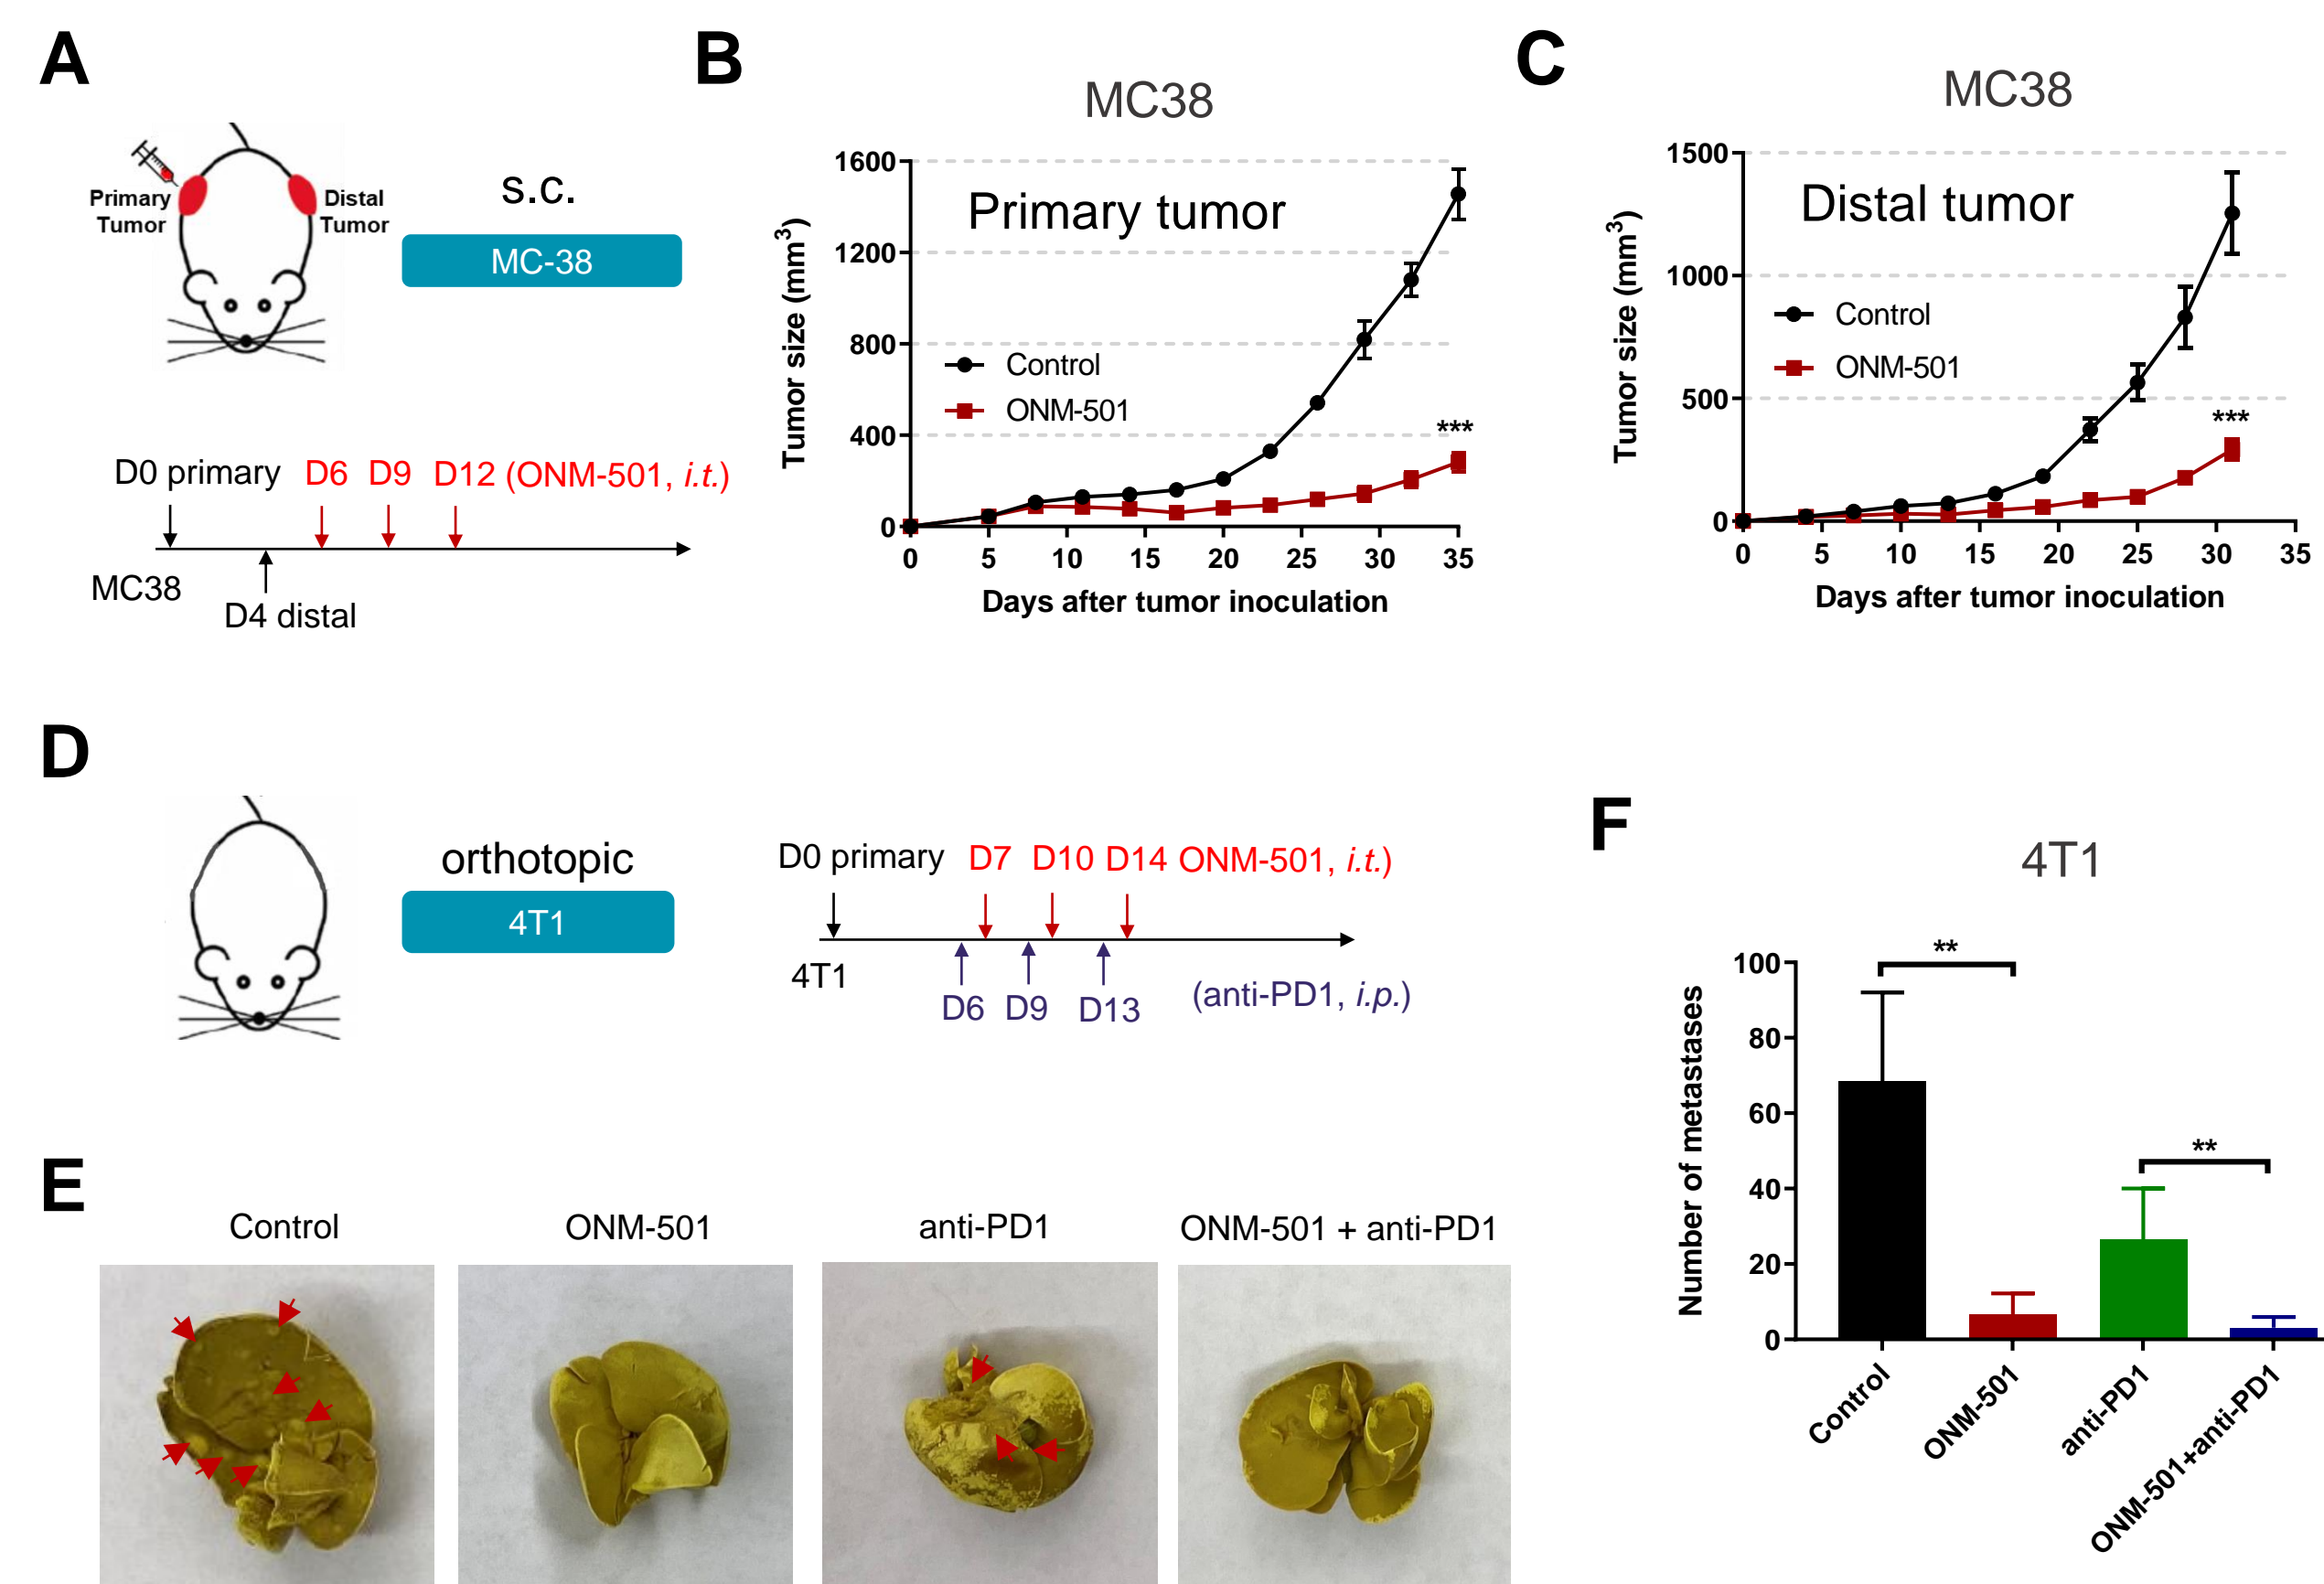 A
Primary
Tumor
Distal
Tumor
s.c.
MC-38
D0 primary D6 D9 D12 (ONM-501, i.t.)
MC38
D4 distal
B
MC38
Primary tumor
Tumor size (mm³)
1600
1200
800
400
0
Control
ONM-501
***
0 5 10 15 20 25 30 35
Days after tumor inoculation
C
MC38
Distal tumor
Tumor size (mm³)
1500
1000
500
0
Control
ONM-501
***
0 5 10 15 20 25 30 35
Days after tumor inoculation
D
orthotopic
4T1
D0 primary D7 D10 D14 ONM-501, i.t.)
4T1
D6 D9 D13 (anti-PD1, i.p.)
E
Control
ONM-501
anti-PD1
ONM-501 + anti-PD1
F
4T1
Number of metastases
100
80
60
40
20
0
**
**
Control
ONM-501
anti-PD1
ONM-501+anti-PD1